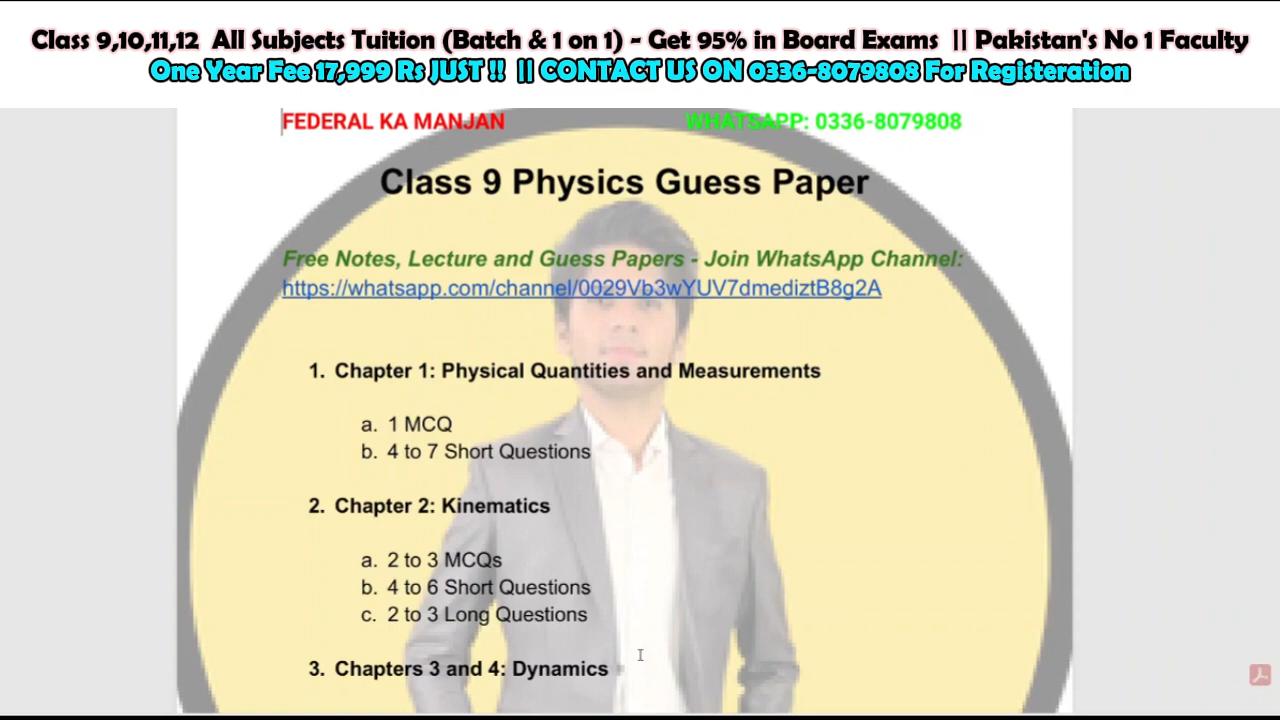 Class 9,10,11,12 All Subjects Tuition (Batch & 1 on 1) - Get 95% in Board Exams || Pakistan's No 1 Faculty
One Year Fee 17,999 Rs JUST !! || CONTACT US ON 0336-8079808 For Registeration
FEDERAL KA MANJAN WHATSAPP: 0336-8079808
Class 9 Physics Guess Paper
Free Notes, Lecture and Guess Papers - Join WhatsApp Channel:
https://whatsapp.com/channel/0029Vb3wYUV7dmediztB8g2A
1. Chapter 1: Physical Quantities and Measurements
a. 1 MCQ
b. 4 to 7 Short Questions
2. Chapter 2: Kinematics
a. 2 to 3 MCQs
b. 4 to 6 Short Questions
c. 2 to 3 Long Questions
3. Chapters 3 and 4: Dynamics